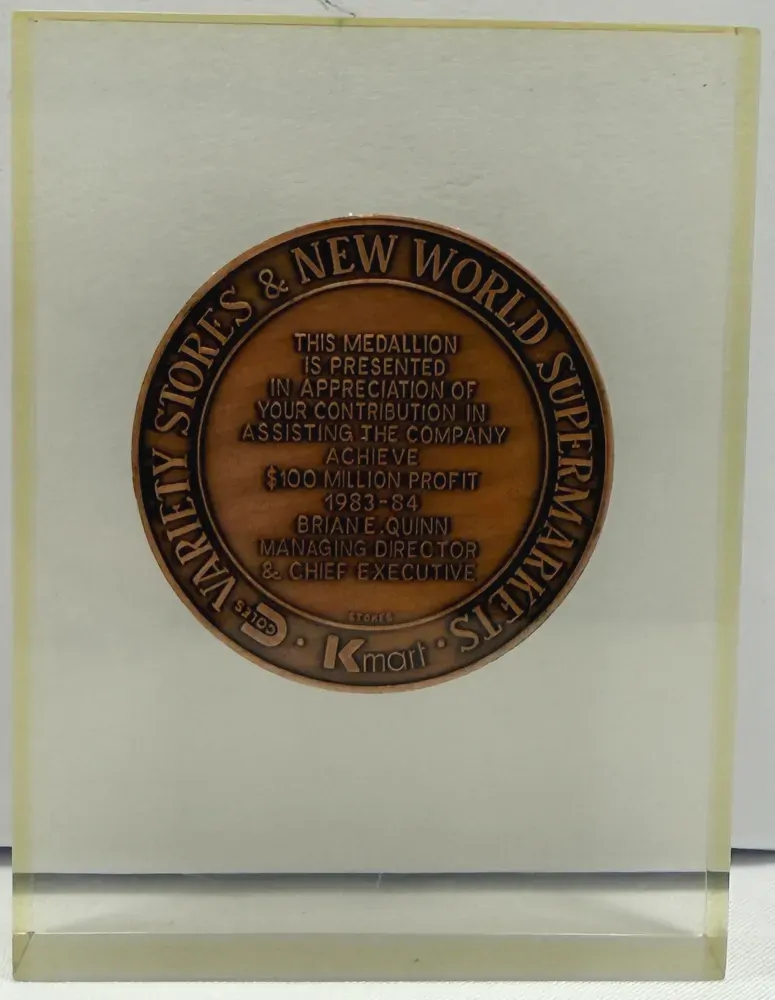 VARIETY STORES & NEW WORLD SUPERMARKETS
THIS MEDALLION
IS PRESENTED
IN APPRECIATION OF
YOUR CONTRIBUTION IN
ASSISTING THE COMPANY
ACHIEVE
$100 MILLION PROFIT
1983-84
BRIAN E. QUINN
MANAGING DIRECTOR
& CHIEF EXECUTIVE
STOKES
COLES
Kmart